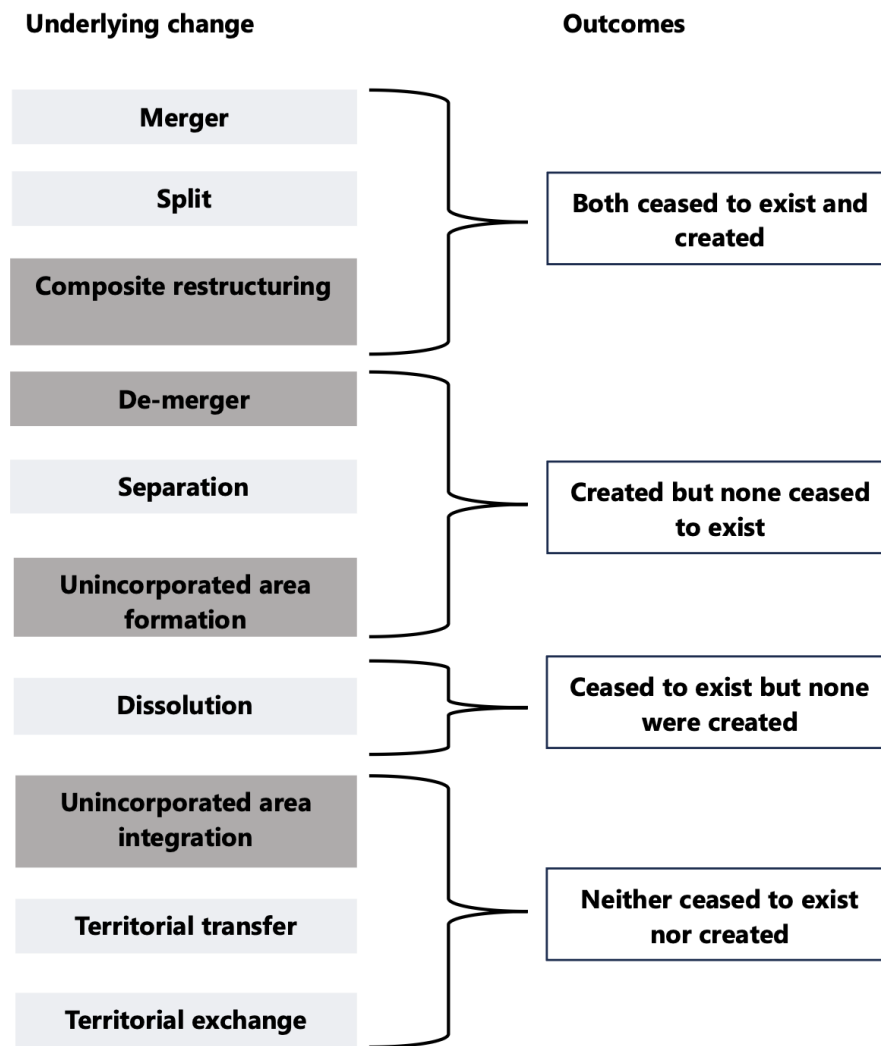 Underlying change
Outcomes
Merger
Split
Composite restructuring
Both ceased to exist and
created
De-merger
Separation
Unincorporated area
formation
Created but none ceased
to exist
Dissolution
Ceased to exist but none
were created
Unincorporated area
integration
Territorial transfer
Territorial exchange
Neither ceased to exist
nor created